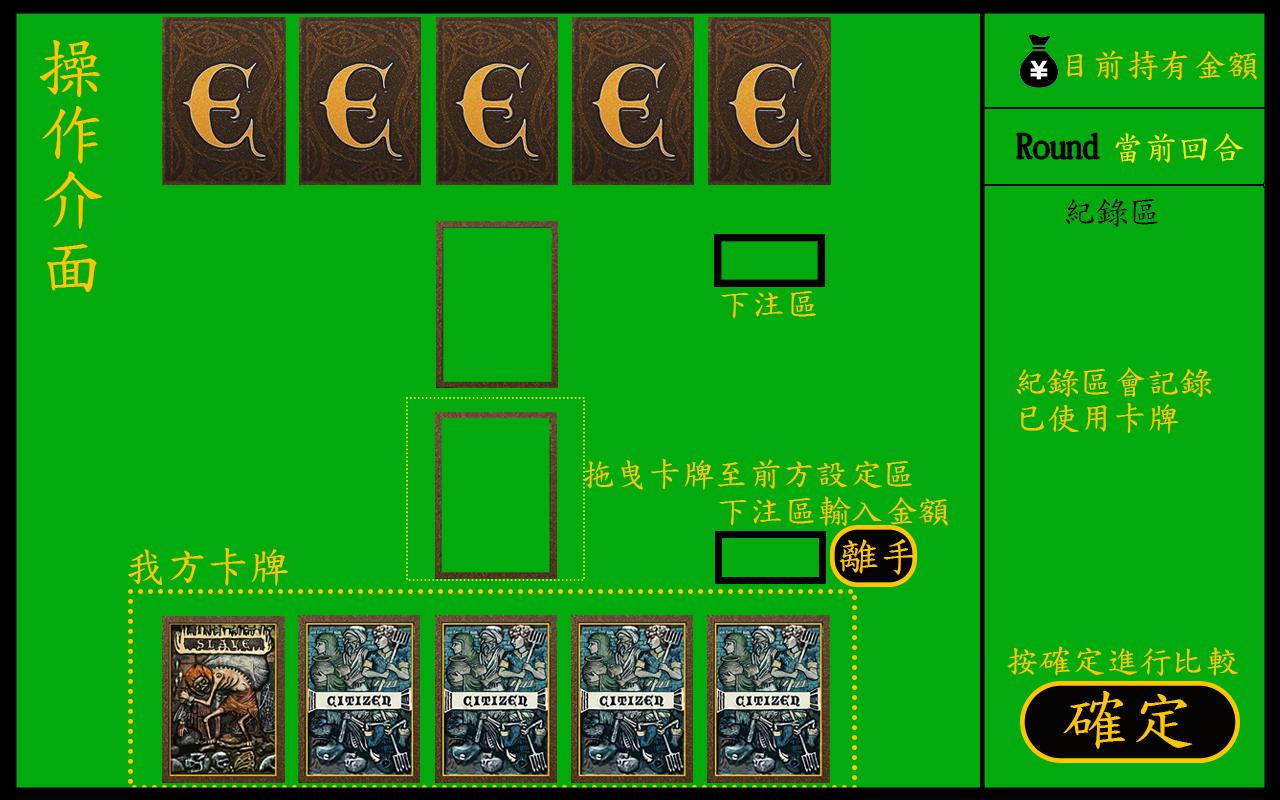 操作介面
E
E
E
E
E
¥ 目前持有金額
Round 當前回合
紀錄區
下注區
紀錄區會記錄
已使用卡牌
拖曳卡牌至前方設定區
下注區輸入金額
離手
我方卡牌
SLAVE
CITIZEN
CITIZEN
CITIZEN
CITIZEN
按確定進行比較
確定